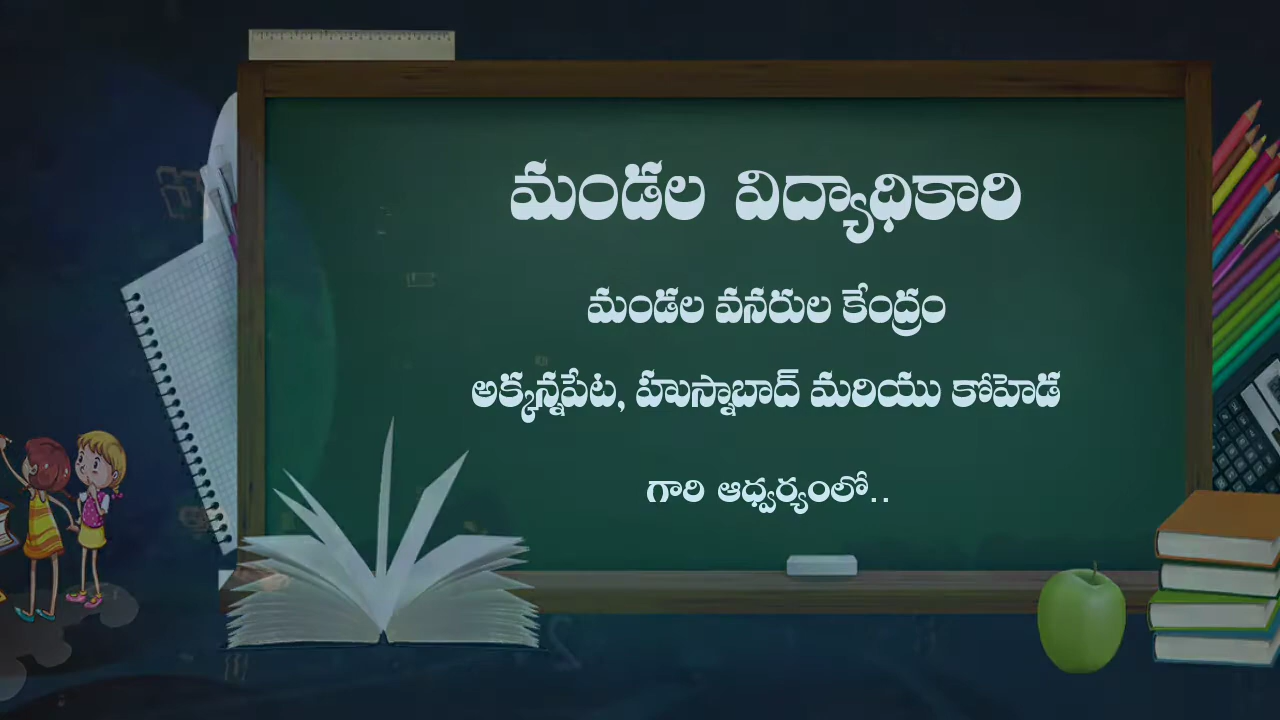 మండల విద్యాధికారి
మండల వనరుల కేంద్రం
అక్కన్నపేట, హుస్నాబాద్ మరియు కోహెడ
గారి ఆధ్వర్యంలో..